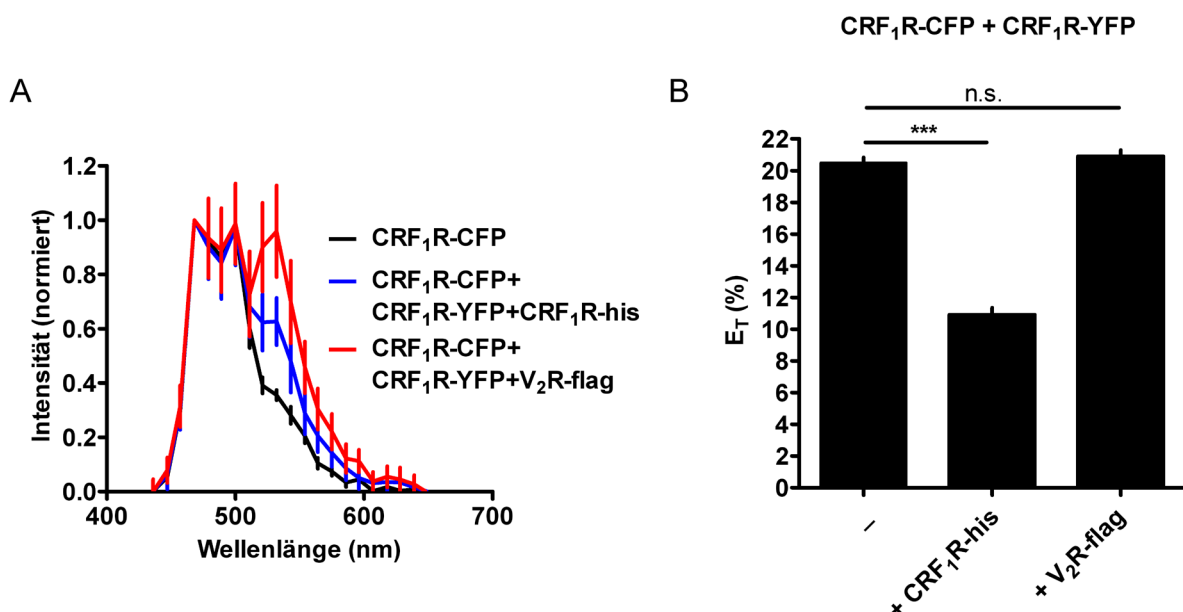 CRF₁R-CFP + CRF₁R-YFP
A
B
n.s.
***
1.2
1.0
0.8
0.6
0.4
0.2
0.0
Intensität (normiert)
400
500
600
700
Wellenlänge (nm)
CRF₁R-CFP
CRF₁R-CFP+
CRF₁R-YFP+CRF₁R-his
CRF₁R-CFP+
CRF₁R-YFP+V₂R-flag
22
20
18
16
14
12
10
8
6
4
2
0
E_T (%)
–
+ CRF₁R-his
+ V₂R-flag